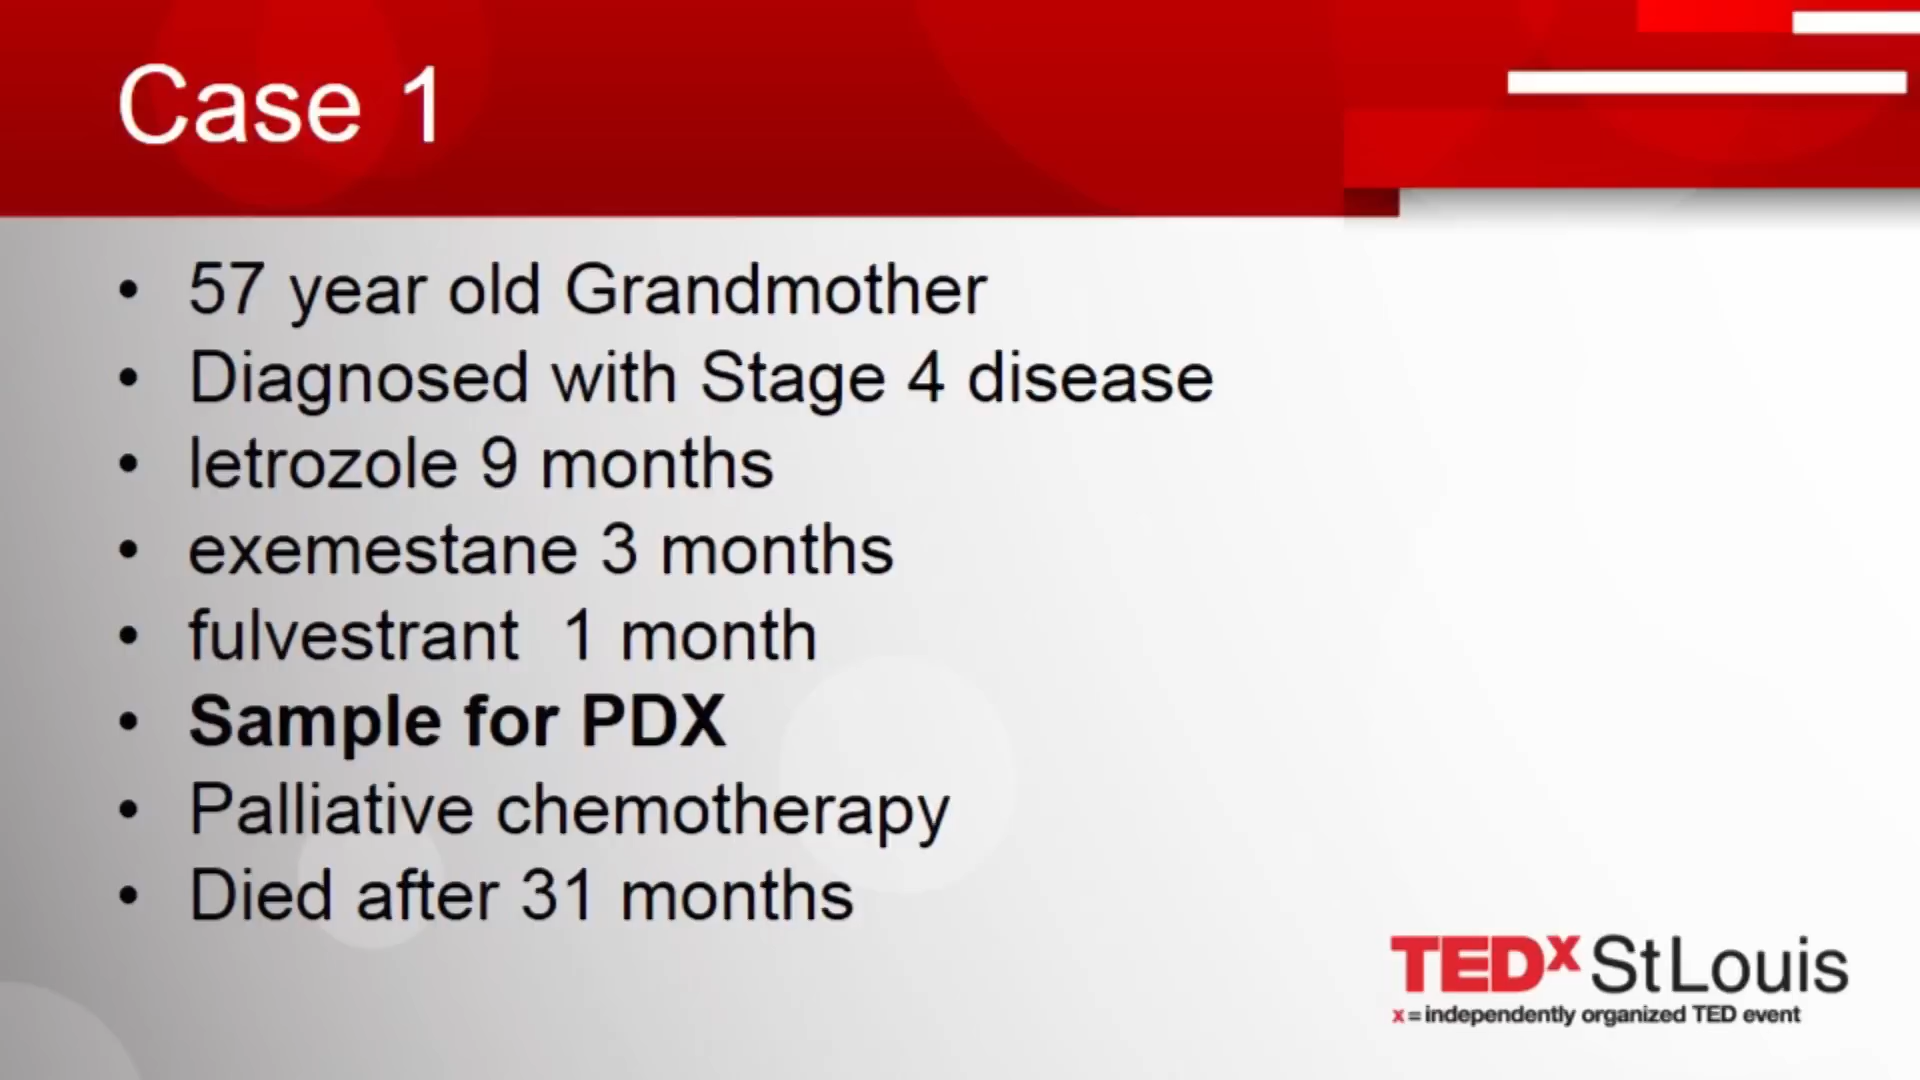 Case 1
• 57 year old Grandmother
• Diagnosed with Stage 4 disease
• letrozole 9 months
• exemestane 3 months
• fulvestrant  1 month
• Sample for PDX
• Palliative chemotherapy
• Died after 31 months
TEDx StLouis
x = independently organized TED event